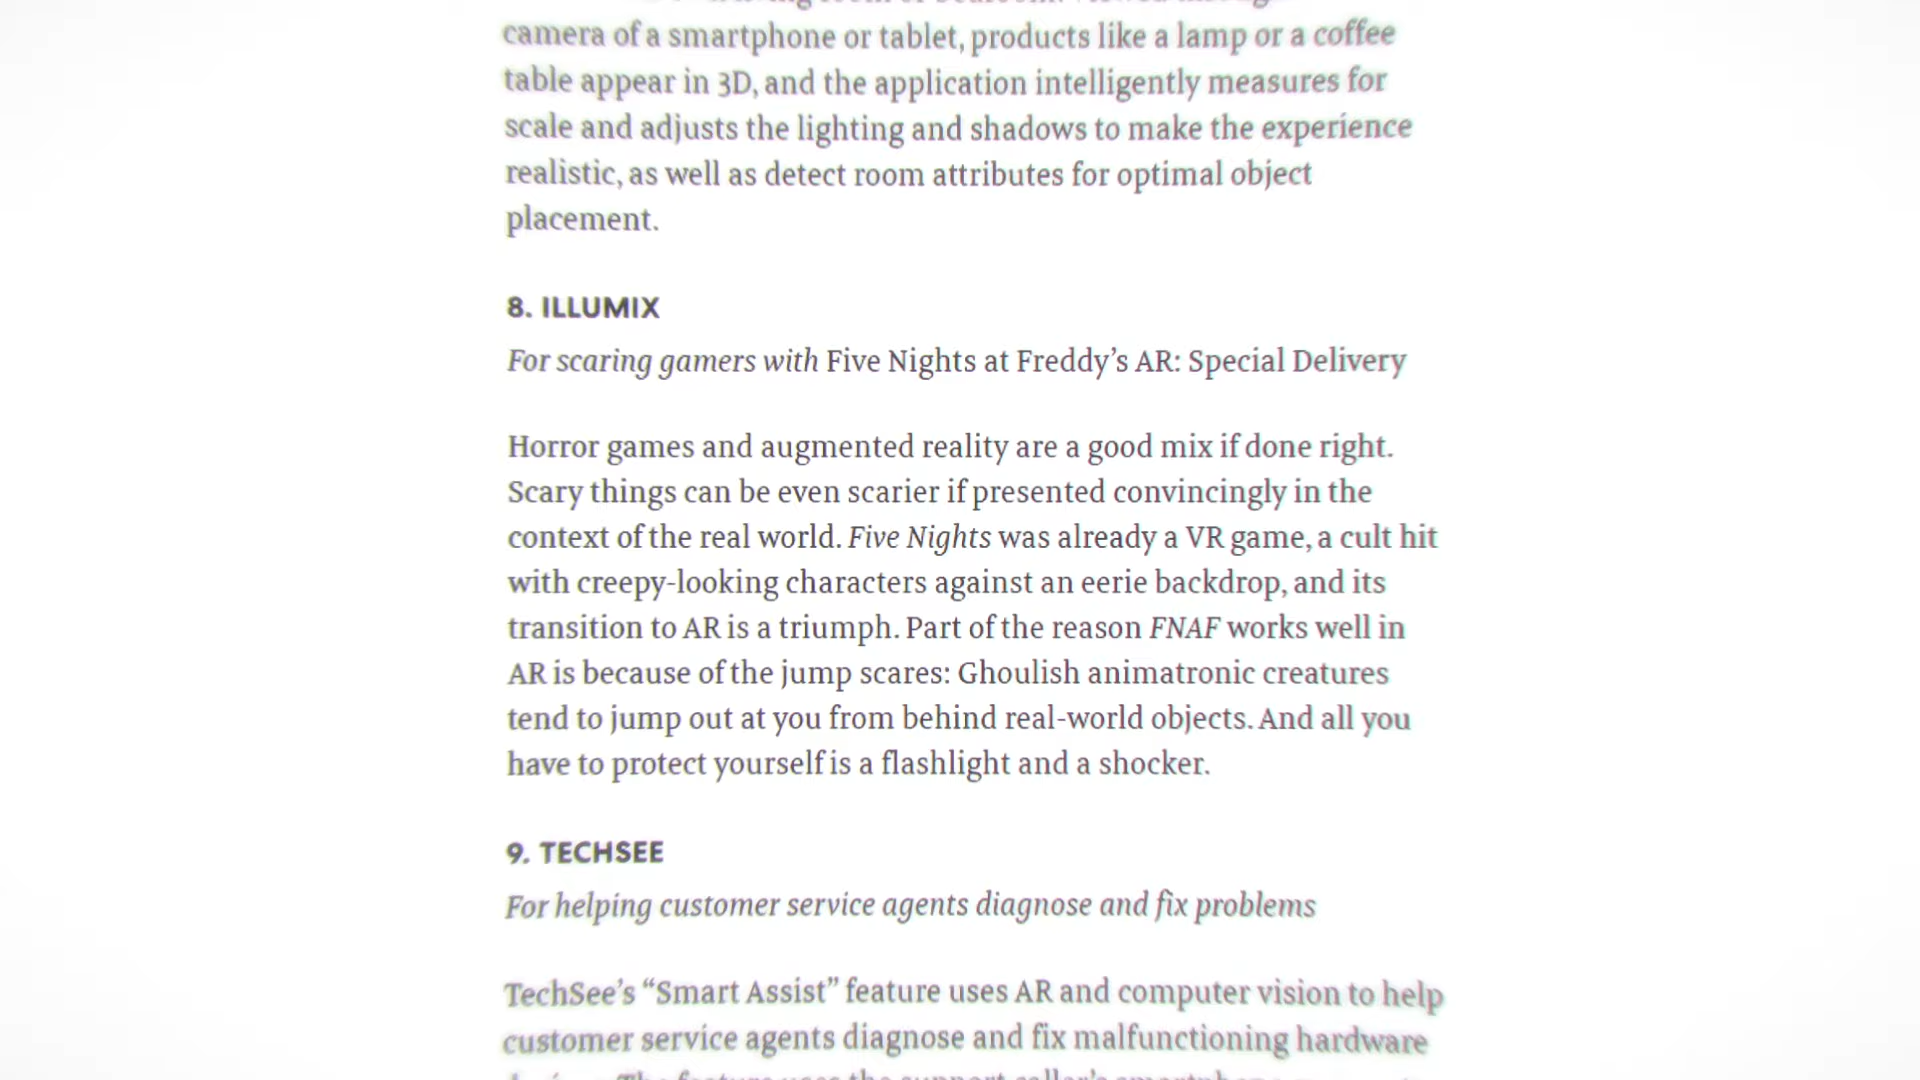 camera of a smartphone or tablet, products like a lamp or a coffee
table appear in 3D, and the application intelligently measures for
scale and adjusts the lighting and shadows to make the experience
realistic, as well as detect room attributes for optimal object
placement.
8. ILLUMIX
For scaring gamers with Five Nights at Freddy’s AR: Special Delivery
Horror games and augmented reality are a good mix if done right.
Scary things can be even scarier if presented convincingly in the
context of the real world. Five Nights was already a VR game, a cult hit
with creepy-looking characters against an eerie backdrop, and its
transition to AR is a triumph. Part of the reason FNAF works well in
AR is because of the jump scares: Ghoulish animatronic creatures
tend to jump out at you from behind real-world objects. And all you
have to protect yourself is a flashlight and a shocker.
9. TECHSEE
For helping customer service agents diagnose and fix problems
TechSee’s “Smart Assist” feature uses AR and computer vision to help
customer service agents diagnose and fix malfunctioning hardware
The feature uses the support caller’s smartphone